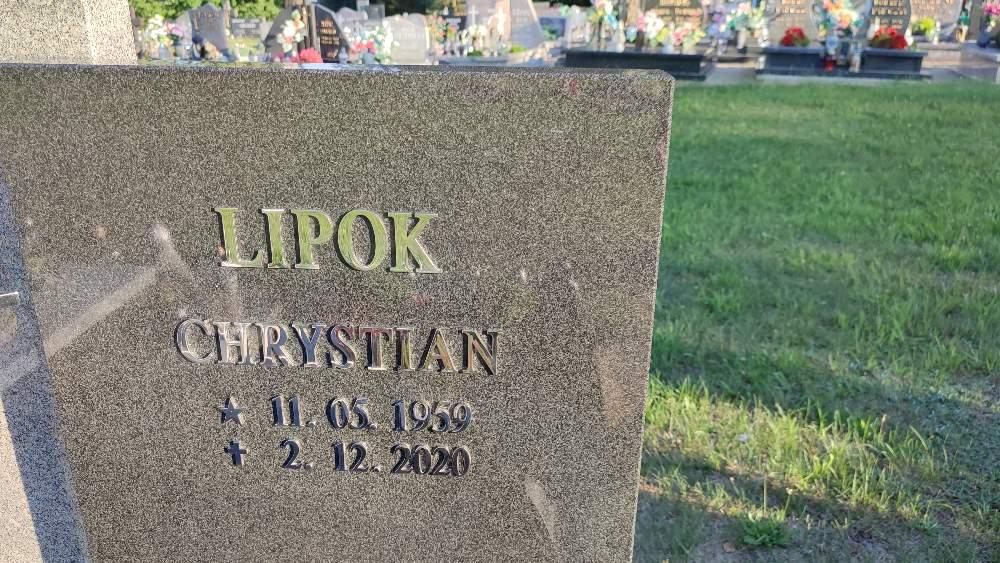 LIPOK
CHRYSTIAN
★ 11. 05. 1959
✝ 2. 12. 2020